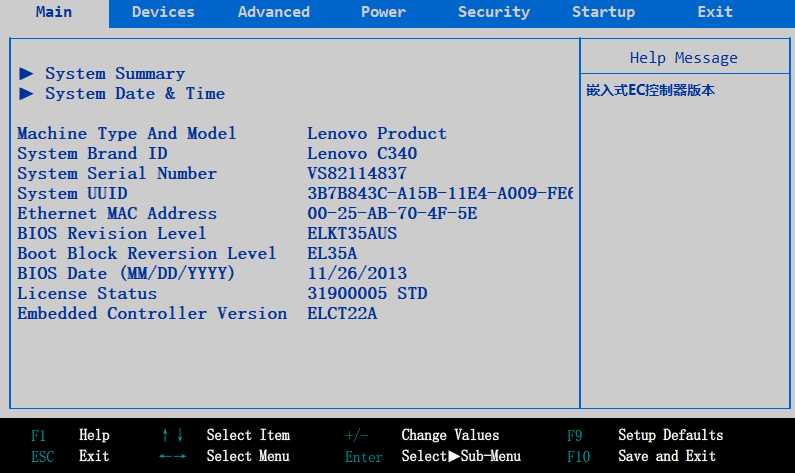 Main Devices Advanced Power Security Startup Exit
Help Message
嵌入式EC控制器版本
▶ System Summary
▶ System Date & Time
Machine Type And Model Lenovo Product
System Brand ID Lenovo C340
System Serial Number VS82114837
System UUID 3B7B843C-A15B-11E4-A009-FE6
Ethernet MAC Address 00-25-AB-70-4F-5E
BIOS Revision Level ELKT35AUS
Boot Block Reversion Level EL35A
BIOS Date (MM/DD/YYYY) 11/26/2013
License Status 31900005 STD
Embedded Controller Version ELCT22A
F1 Help ↑↓ Select Item +/- Change Values F9 Setup Defaults
ESC Exit ←→ Select Menu Enter Select▶Sub-Menu F10 Save and Exit